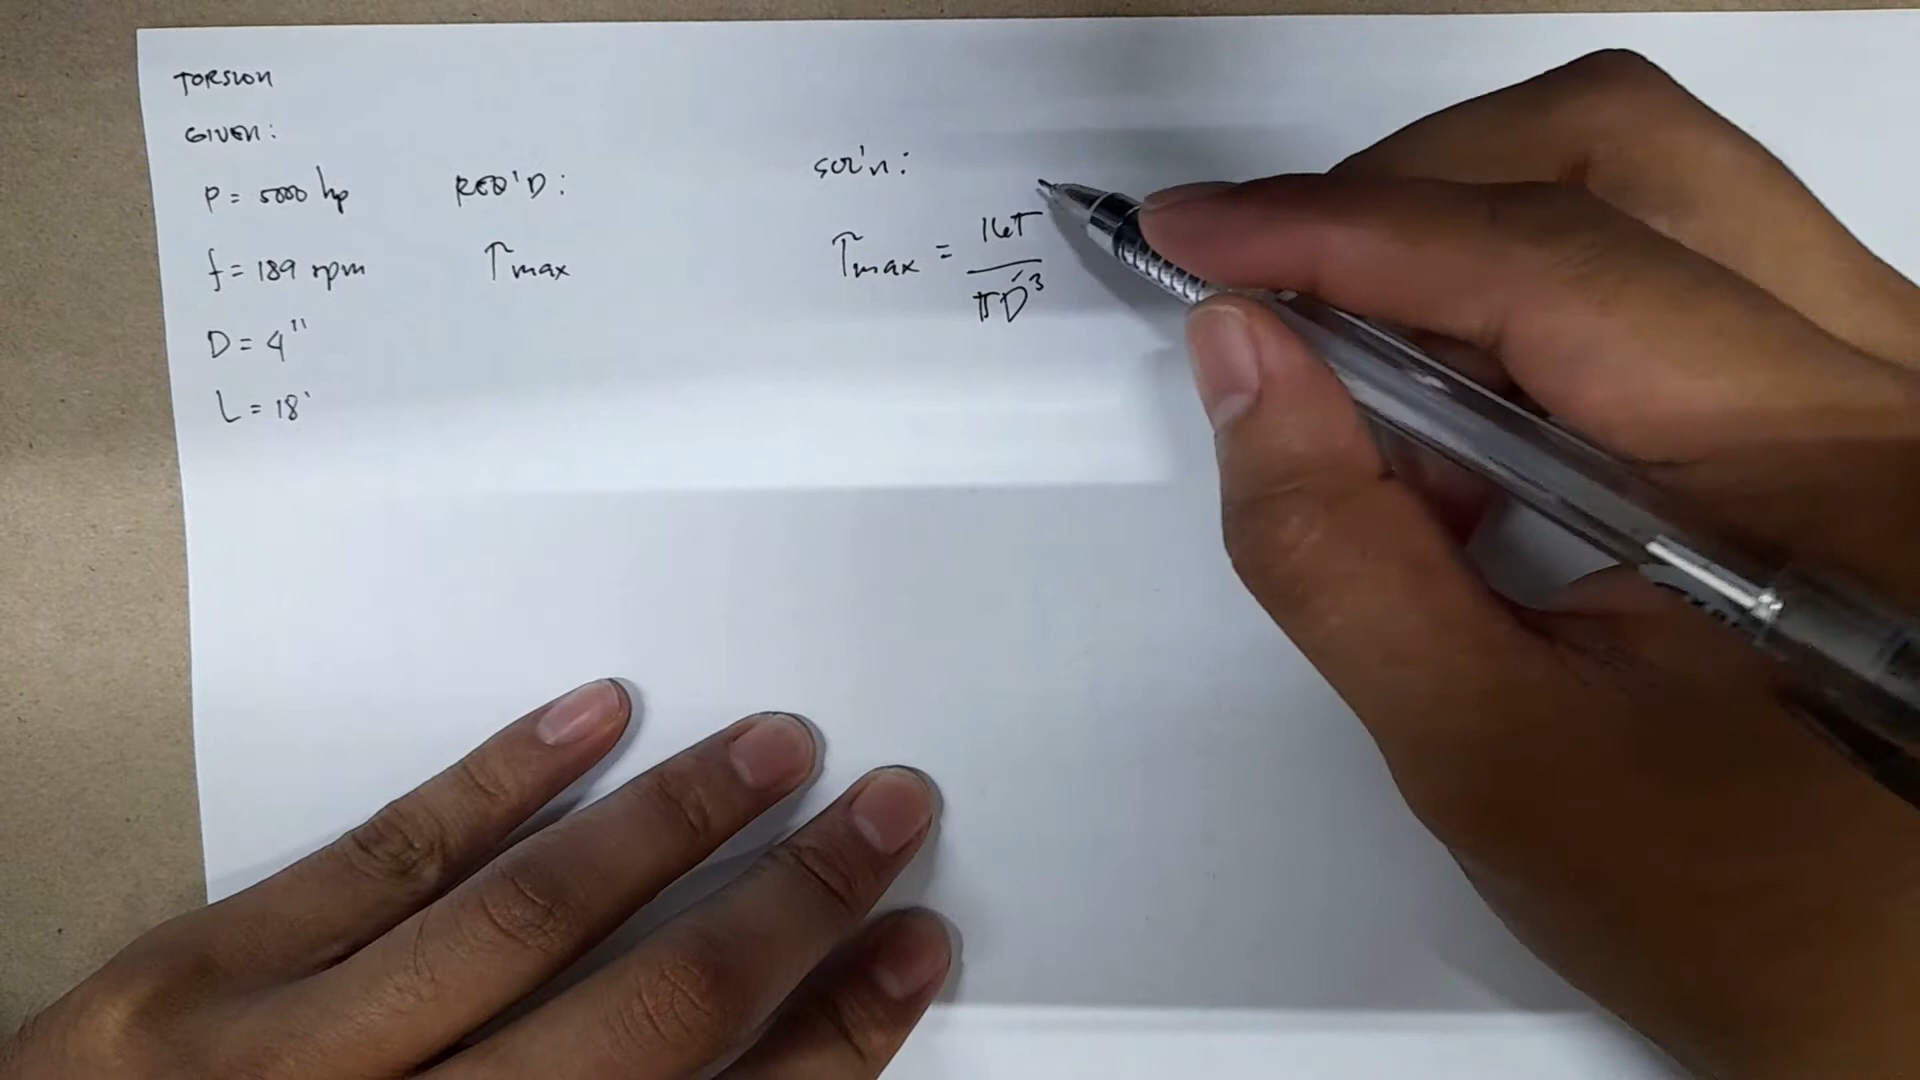 TORSION
GIVEN:
P = 5000 hp
f = 189 rpm
D = 4"
L = 18'
REQ'D:
τmax
SOL'N:
τmax = 16T / πD³